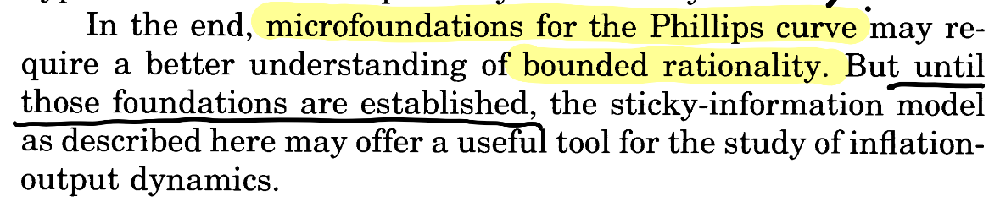 In the end, microfoundations for the Phillips curve may re-
quire a better understanding of bounded rationality. But until
those foundations are established, the sticky-information model
as described here may offer a useful tool for the study of inflation-
output dynamics.